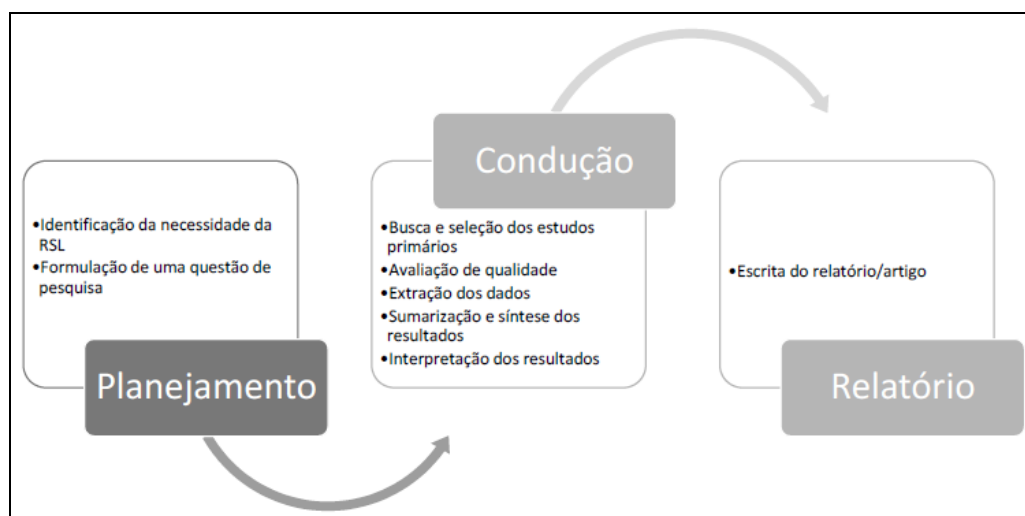 •Identificação da necessidade da
RSL
•Formulação de uma questão de
pesquisa
Planejamento
Condução
•Busca e seleção dos estudos
primários
•Avaliação de qualidade
•Extração dos dados
•Sumarização e síntese dos
resultados
•Interpretação dos resultados
•Escrita do relatório/artigo
Relatório